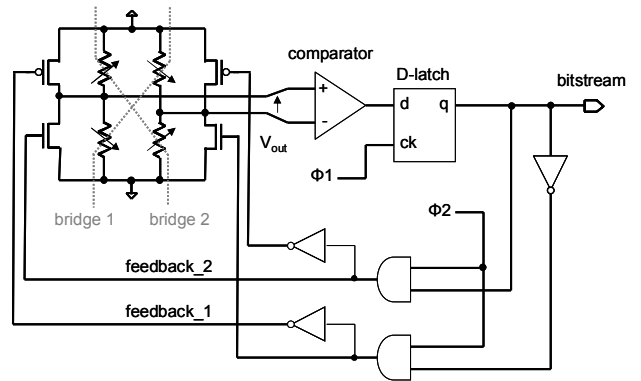 comparator
D-latch
bitstream
+
-
d
q
ck
Vout
Φ1
bridge 1
bridge 2
Φ2
feedback_2
feedback_1